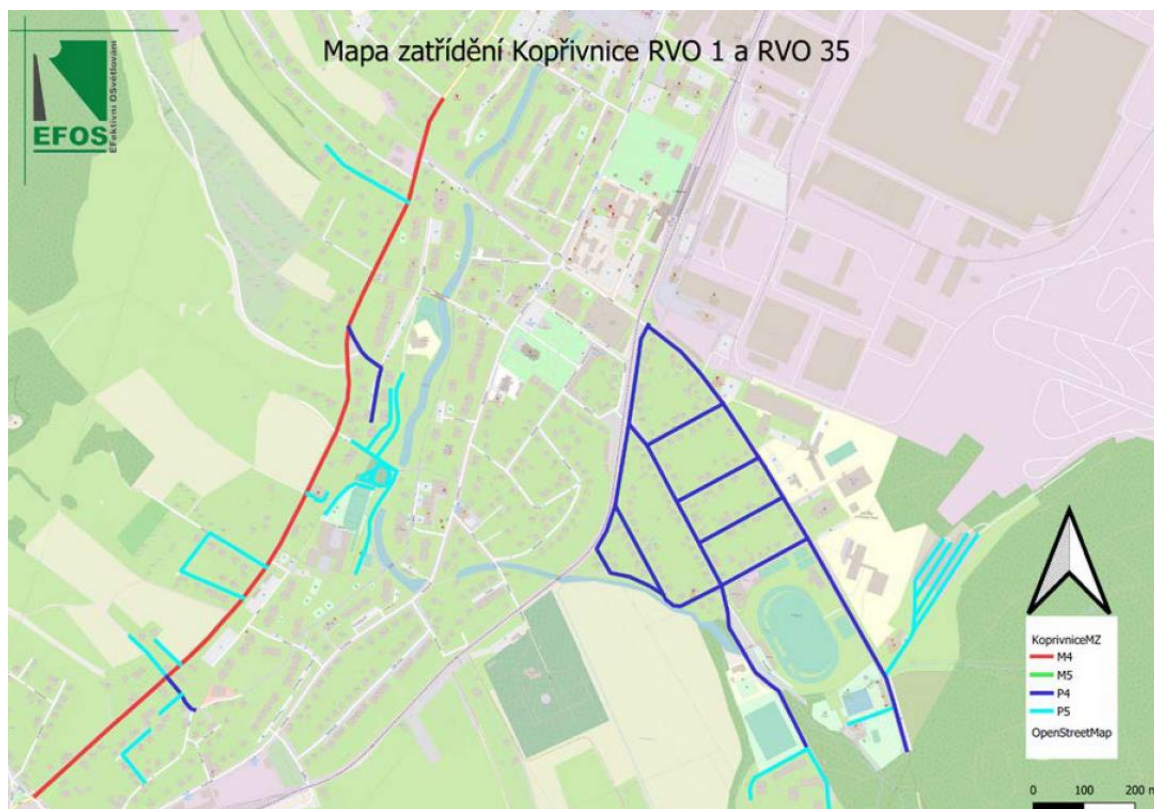 Mapa zatřídění Kopřivnice RVO 1 a RVO 35
EFOS
EFektivní OSvětlování
KoprivniceMZ
M4
M5
P4
P5
OpenStreetMap
0 100 200 m